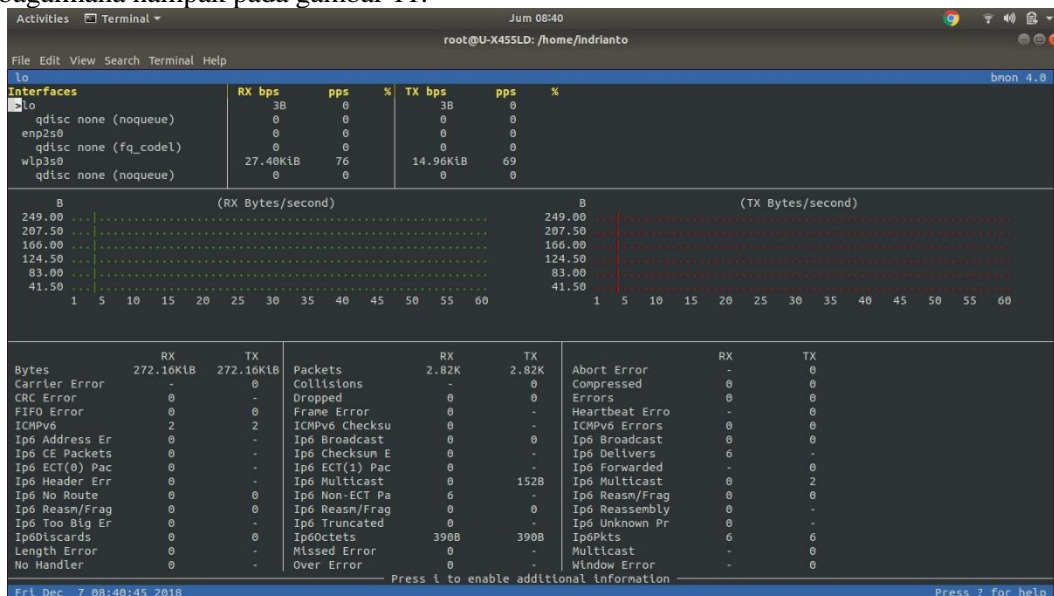 bagaimana nampak pada gambar 11.
Activities Terminal Jum 08:40
root@U-X455LD: /home/indrianto
File Edit View Search Terminal Help
lo bmon 4.0
Interfaces RX bps pps % TX bps pps %
>lo 3B 0 3B 0
qdisc none (noqueue) 0 0 0 0
enp2s0 0 0 0 0
qdisc none (fq_codel) 0 0 0 0
wlp3s0 27.40KiB 76 14.96KiB 69
qdisc none (noqueue) 0 0 0 0
B (RX Bytes/second) B (TX Bytes/second)
249.00 249.00
207.50 207.50
166.00 166.00
124.50 124.50
83.00 83.00
41.50 41.50
1 5 10 15 20 25 30 35 40 45 50 55 60 1 5 10 15 20 25 30 35 40 45 50 55 60
RX TX RX TX RX TX
Bytes 272.16KiB 272.16KiB Packets 2.82K 2.82K Abort Error - 0
Carrier Error - 0 Collisions - 0 Compressed 0 0
CRC Error 0 - Dropped 0 0 Errors 0 0
FIFO Error 0 0 Frame Error 0 - Heartbeat Erro - 0
ICMPv6 2 2 ICMPv6 Checksu 0 - ICMPv6 Errors 0 0
Ip6 Address Er 0 - Ip6 Broadcast 0 0 Ip6 Broadcast 0 0
Ip6 CE Packets 0 - Ip6 Checksum E 0 - Ip6 Delivers 6 -
Ip6 ECT(0) Pac 0 - Ip6 ECT(1) Pac 0 - Ip6 Forwarded - 0
Ip6 Header Err 0 - Ip6 Multicast 0 152B Ip6 Multicast 0 2
Ip6 No Route 0 0 Ip6 Non-ECT Pa 6 - Ip6 Reasm/Frag 0 0
Ip6 Reasm/Frag 0 0 Ip6 Reasm/Frag 0 0 Ip6 Reassembly 0 -
Ip6 Too Big Er 0 - Ip6 Truncated 0 - Ip6 Unknown Pr 0 -
Ip6Discards 0 0 Ip6Octets 390B 390B Ip6Pkts 6 6
Length Error 0 - Missed Error 0 - Multicast - 0
No Handler 0 - Over Error 0 - Window Error - 0
Press i to enable additional information
Fri Dec 7 08:40:45 2018 Press ? for help